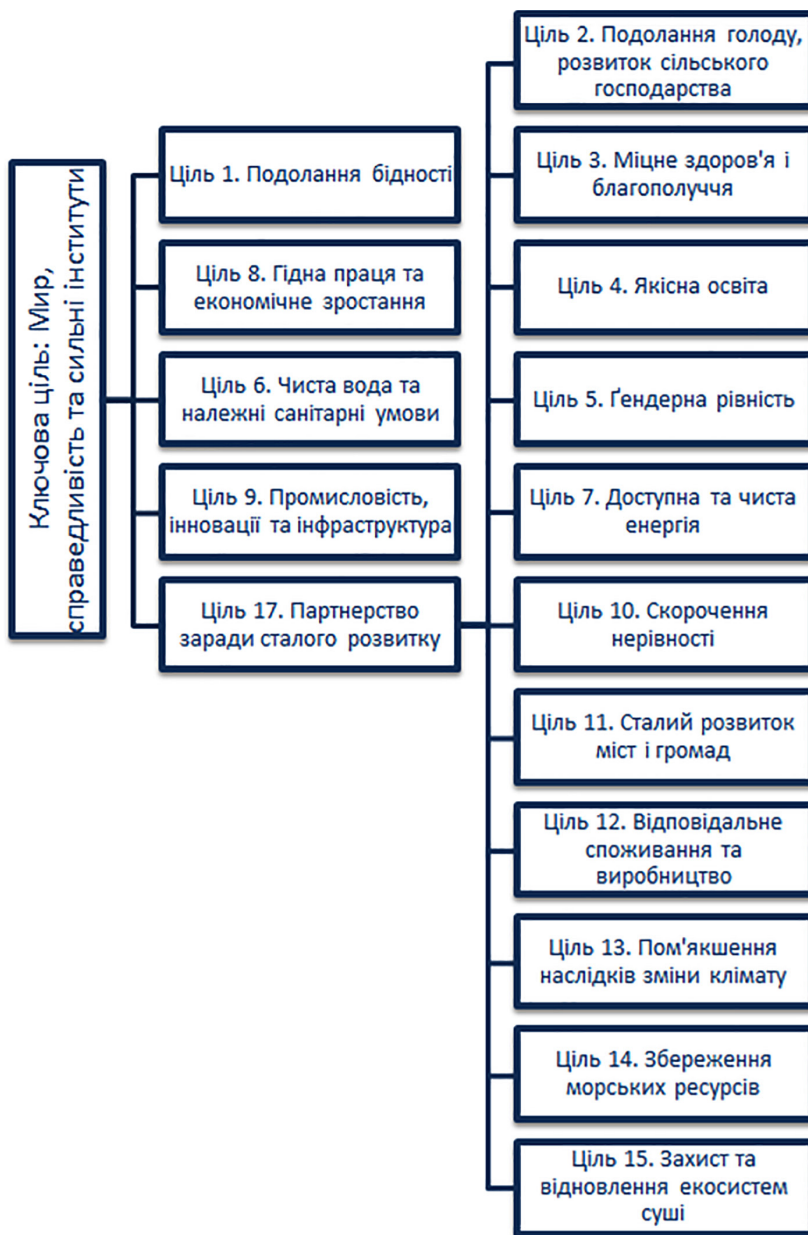 Ключова ціль: Мир,
справедливість та сильні інститути
Ціль 1. Подолання бідності
Ціль 8. Гідна праця та
економічне зростання
Ціль 6. Чиста вода та
належні санітарні умови
Ціль 9. Промисловість,
інновації та інфраструктура
Ціль 17. Партнерство
заради сталого розвитку
Ціль 2. Подолання голоду,
розвиток сільського
господарства
Ціль 3. Міцне здоров'я і
благополуччя
Ціль 4. Якісна освіта
Ціль 5. Ґендерна рівність
Ціль 7. Доступна та чиста
енергія
Ціль 10. Скорочення
нерівності
Ціль 11. Сталий розвиток
міст і громад
Ціль 12. Відповідальне
споживання та
виробництво
Ціль 13. Пом'якшення
наслідків зміни клімату
Ціль 14. Збереження
морських ресурсів
Ціль 15. Захист та
відновлення екосистем
суші